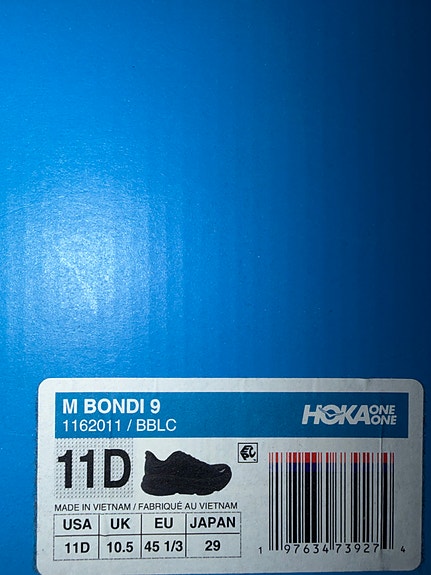 M BONDI 9
1162011 / BBLC
HOKA ONE ONE
11D
MADE IN VIETNAM / FABRIQUÉ AU VIETNAM
USA UK EU JAPAN
11D 10.5 45 1/3 29
1 97634 73927 4